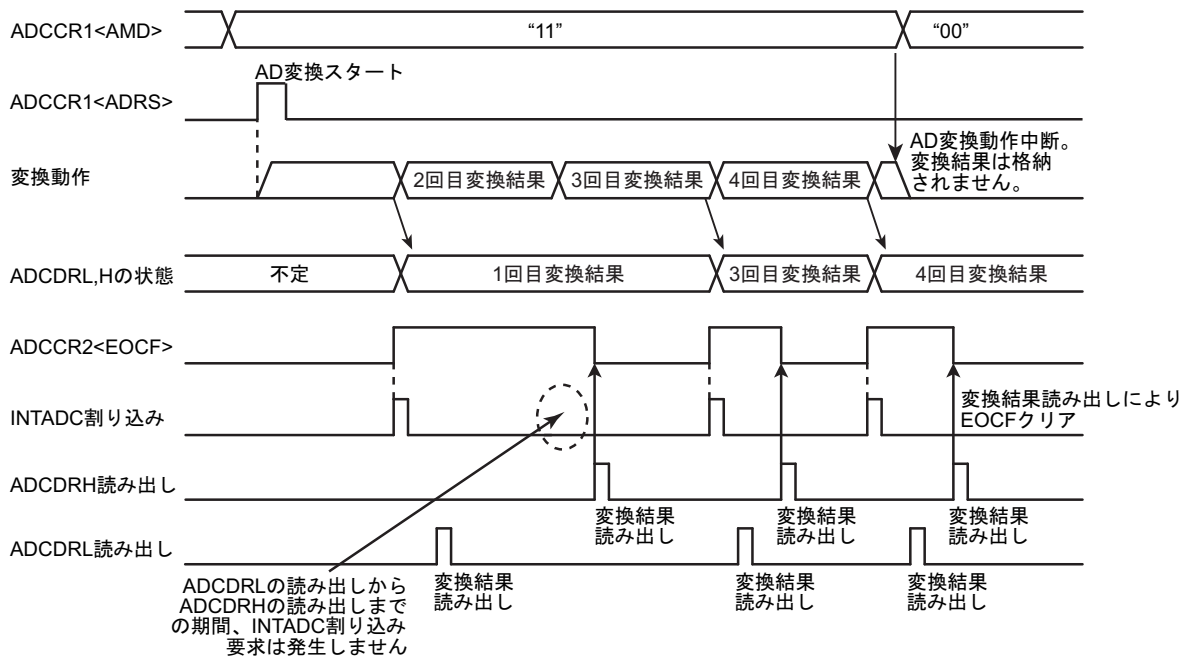 ADCCR1<AMD>
“11”
“00”
AD変換スタート
ADCCR1<ADRS>
AD変換動作中断。
変換結果は格納
されません。
変換動作
2回目変換結果
3回目変換結果
4回目変換結果
ADCDRL,Hの状態
不定
1回目変換結果
3回目変換結果
4回目変換結果
ADCCR2<EOCF>
INTADC割り込み
変換結果読み出しにより
EOCFクリア
ADCDRH読み出し
変換結果
読み出し
変換結果
読み出し
変換結果
読み出し
ADCDRL読み出し
変換結果
読み出し
変換結果
読み出し
変換結果
読み出し
ADCDRLの読み出しから
ADCDRHの読み出しまで
の期間、INTADC割り込み
要求は発生しません